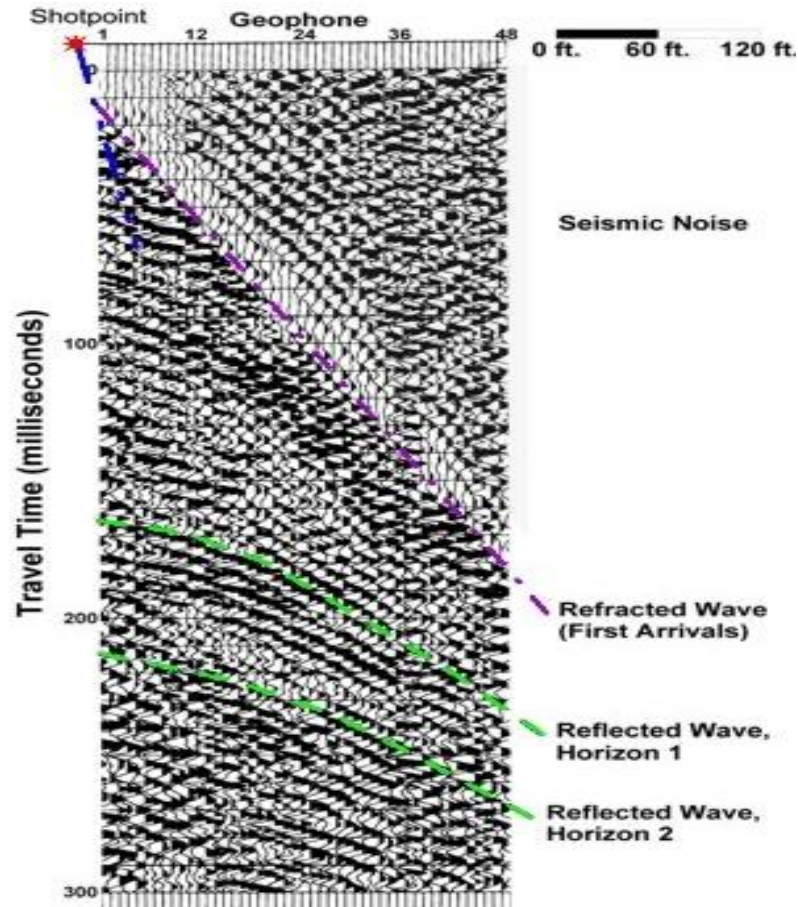 Shotpoint
Geophone
1 12 24 36 48
0 ft. 60 ft. 120 ft.
0
Seismic Noise
Travel Time (milliseconds)
100
200
300
Refracted Wave
(First Arrivals)
Reflected Wave,
Horizon 1
Reflected Wave,
Horizon 2